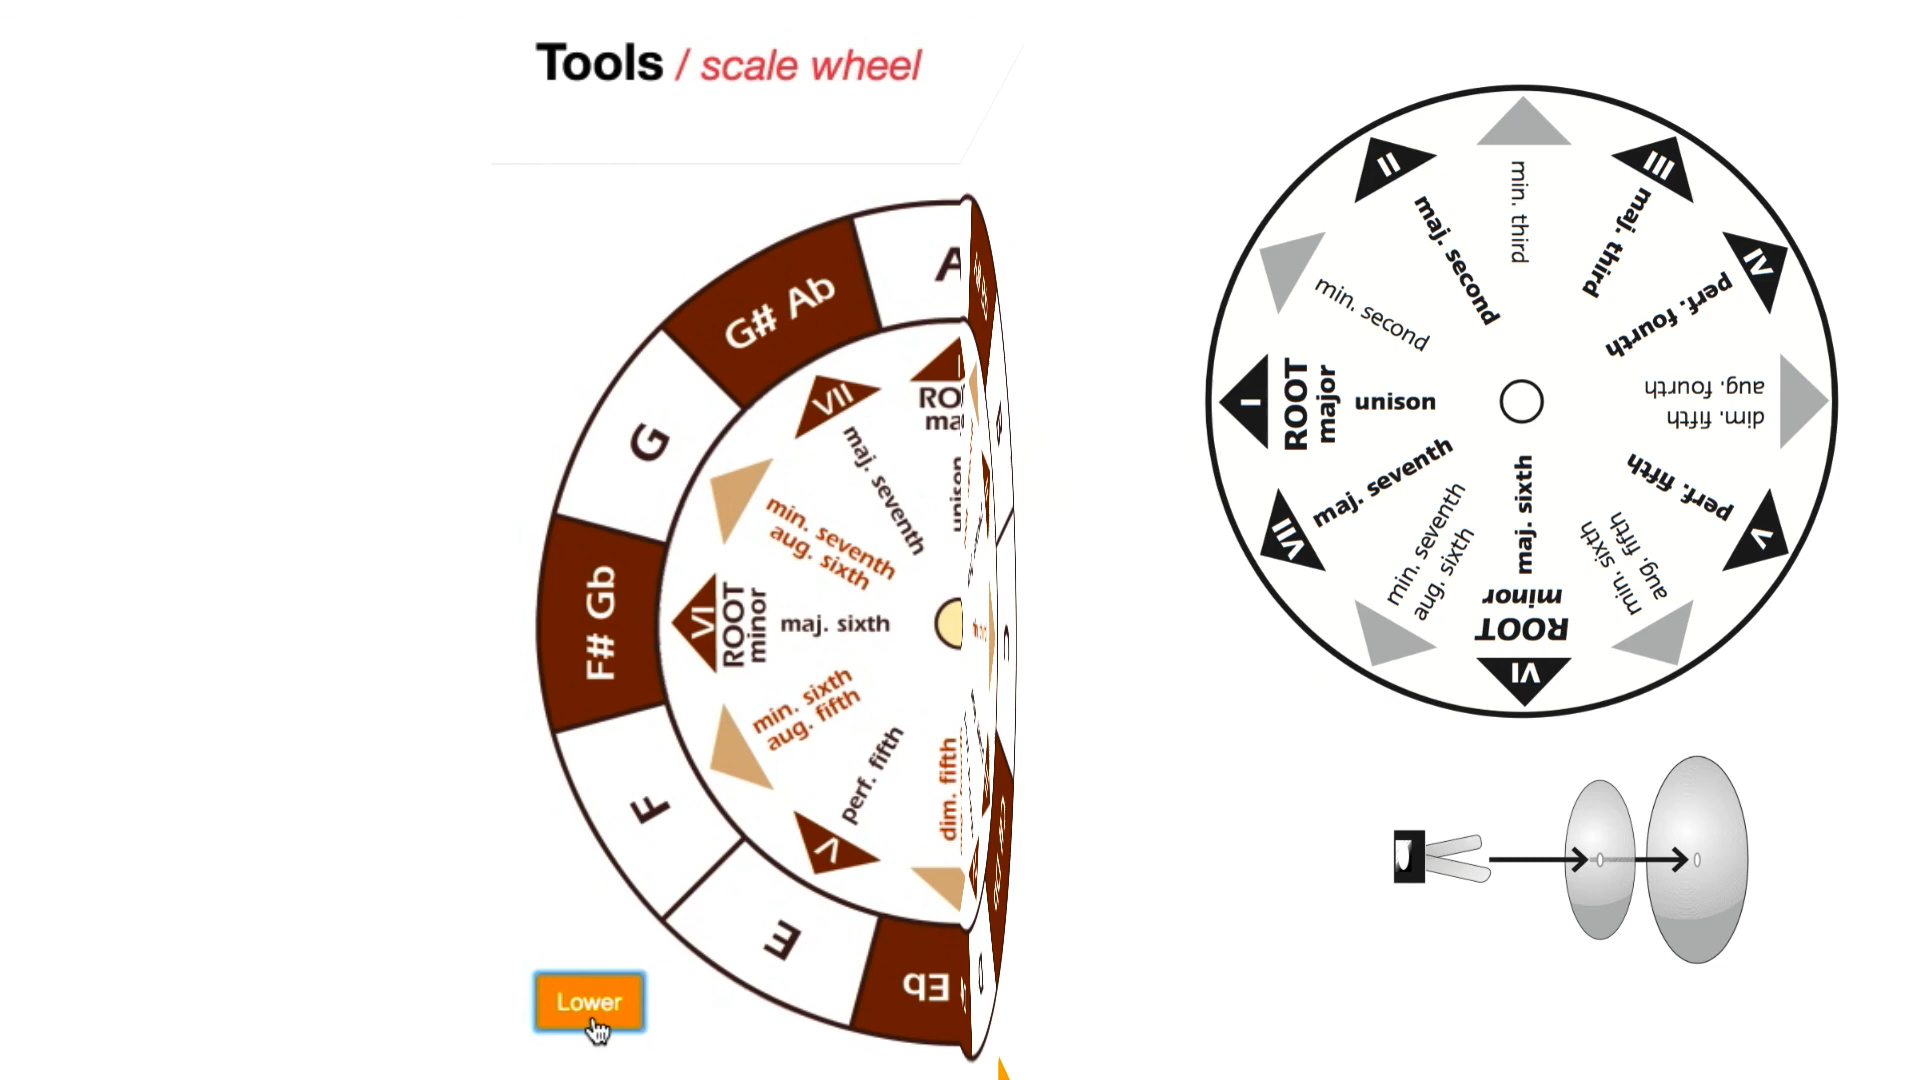 Tools / scale wheel
A
G# Ab
G
F# Gb
F
E
Eb
VII
maj. seventh
min. seventh
aug. sixth
VI
ROOT
minor
maj. sixth
min. sixth
aug. fifth
V
perf. fifth
dim. fifth
unison
RO
ma
Lower
I
ROOT
major
unison
min. second
II
maj. second
min. third
III
maj. third
IV
perf. fourth
aug. fourth
dim. fifth
V
perf. fifth
min. sixth
aug. fifth
VI
ROOT
minor
maj. sixth
min. seventh
aug. sixth
VII
maj. seventh